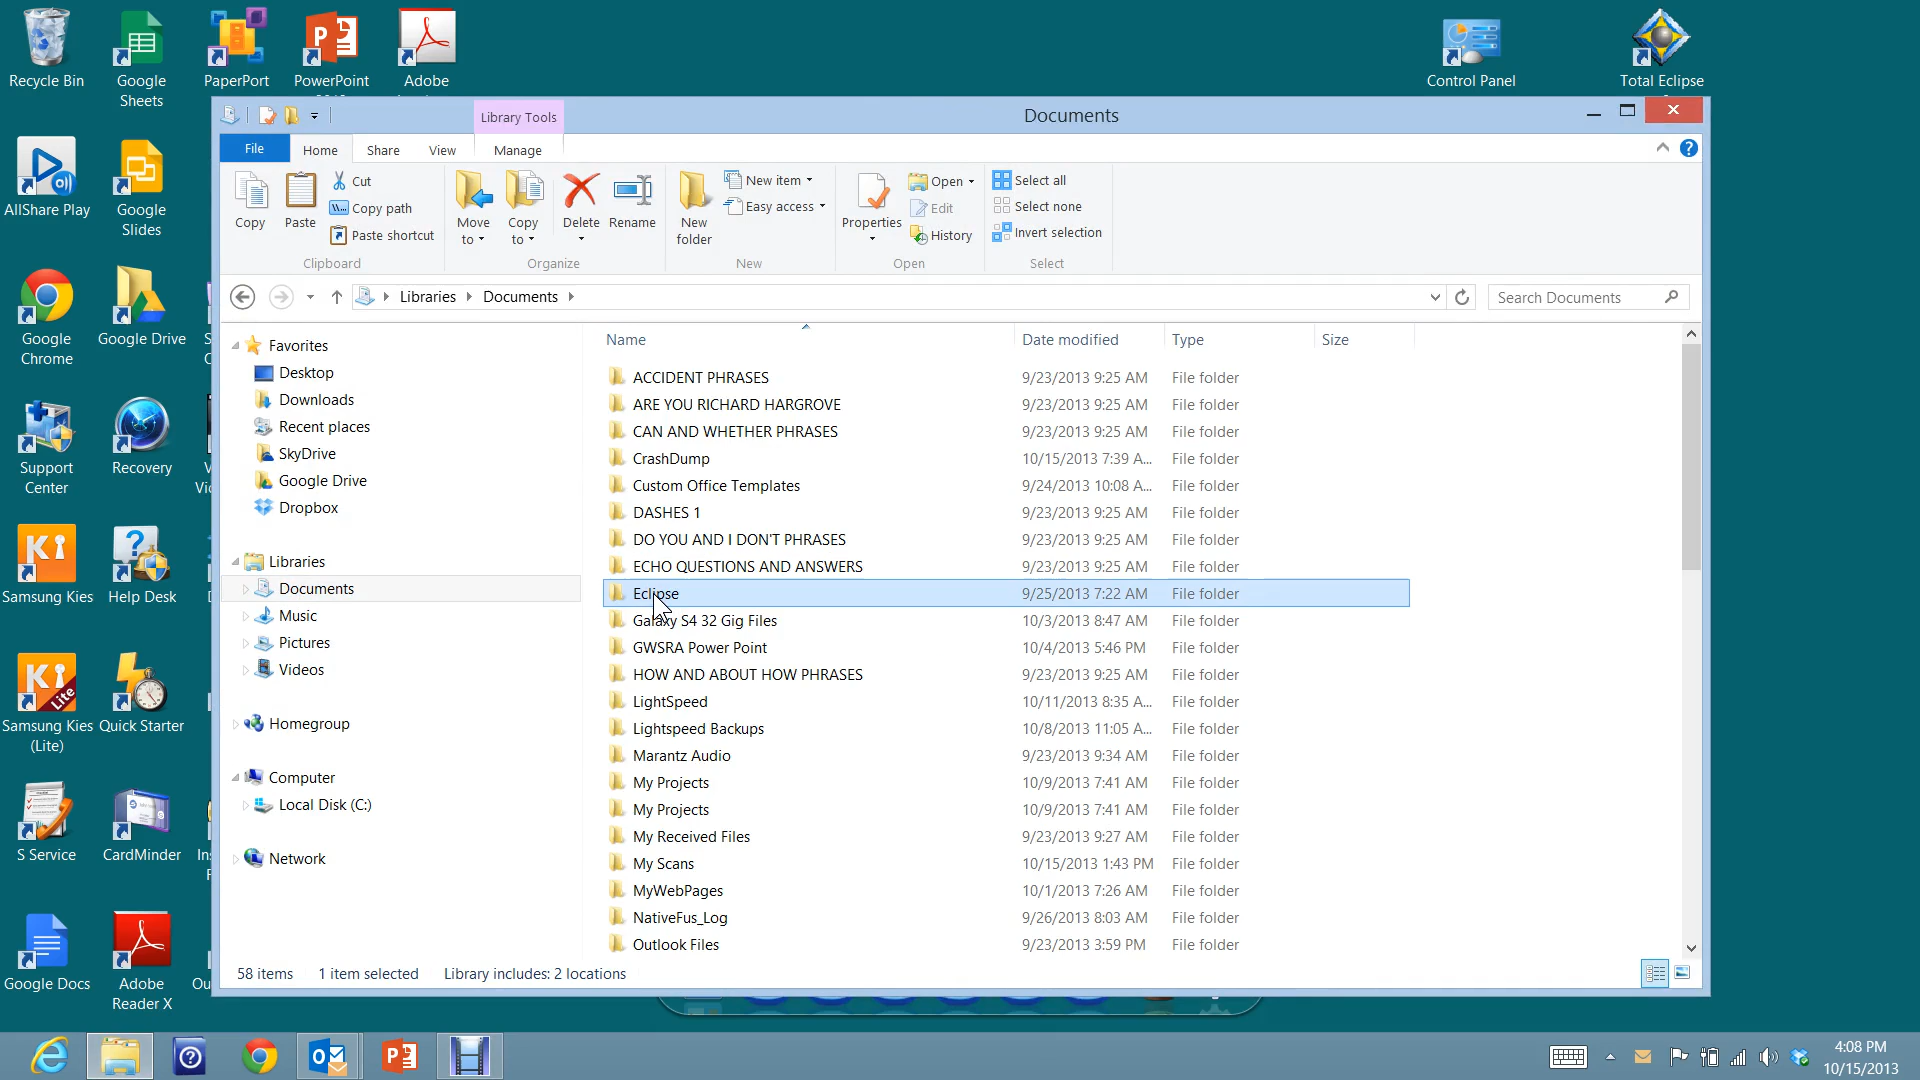 Recycle Bin
Google
Sheets
PaperPort
PowerPoint
Adobe
Control Panel
Total Eclipse
AllShare Play
Google
Slides
Google
Chrome
Google Drive
Support
Center
Recovery
Samsung Kies
Help Desk
Samsung Kies
(Lite)
Quick Starter
S Service
CardMinder
Google Docs
Adobe
Reader X
Library Tools
Documents
File
Home
Share
View
Manage
Copy
Paste
Cut
Copy path
Paste shortcut
Clipboard
Move
to
Copy
to
Delete
Rename
Organize
New
folder
New item
Easy access
New
Properties
Open
Edit
History
Open
Select all
Select none
Invert selection
Select
Libraries
Documents
Search Documents
Favorites
Desktop
Downloads
Recent places
SkyDrive
Google Drive
Dropbox
Libraries
Documents
Music
Pictures
Videos
Homegroup
Computer
Local Disk (C:)
Network
Name Date modified Type Size
ACCIDENT PHRASES 9/23/2013 9:25 AM File folder
ARE YOU RICHARD HARGROVE 9/23/2013 9:25 AM File folder
CAN AND WHETHER PHRASES 9/23/2013 9:25 AM File folder
CrashDump 10/15/2013 7:39 A... File folder
Custom Office Templates 9/24/2013 10:08 A... File folder
DASHES 1 9/23/2013 9:25 AM File folder
DO YOU AND I DON'T PHRASES 9/23/2013 9:25 AM File folder
ECHO QUESTIONS AND ANSWERS 9/23/2013 9:25 AM File folder
Eclipse 9/25/2013 7:22 AM File folder
Galaxy S4 32 Gig Files 10/3/2013 8:47 AM File folder
GWSRA Power Point 10/4/2013 5:46 PM File folder
HOW AND ABOUT HOW PHRASES 9/23/2013 9:25 AM File folder
LightSpeed 10/11/2013 8:35 A... File folder
Lightspeed Backups 10/8/2013 11:05 A... File folder
Marantz Audio 9/23/2013 9:34 AM File folder
My Projects 10/9/2013 7:41 AM File folder
My Projects 10/9/2013 7:41 AM File folder
My Received Files 9/23/2013 9:27 AM File folder
My Scans 10/15/2013 1:43 PM File folder
MyWebPages 10/1/2013 7:26 AM File folder
NativeFus_Log 9/26/2013 8:03 AM File folder
Outlook Files 9/23/2013 3:59 PM File folder
58 items 1 item selected Library includes: 2 locations
4:08 PM
10/15/2013